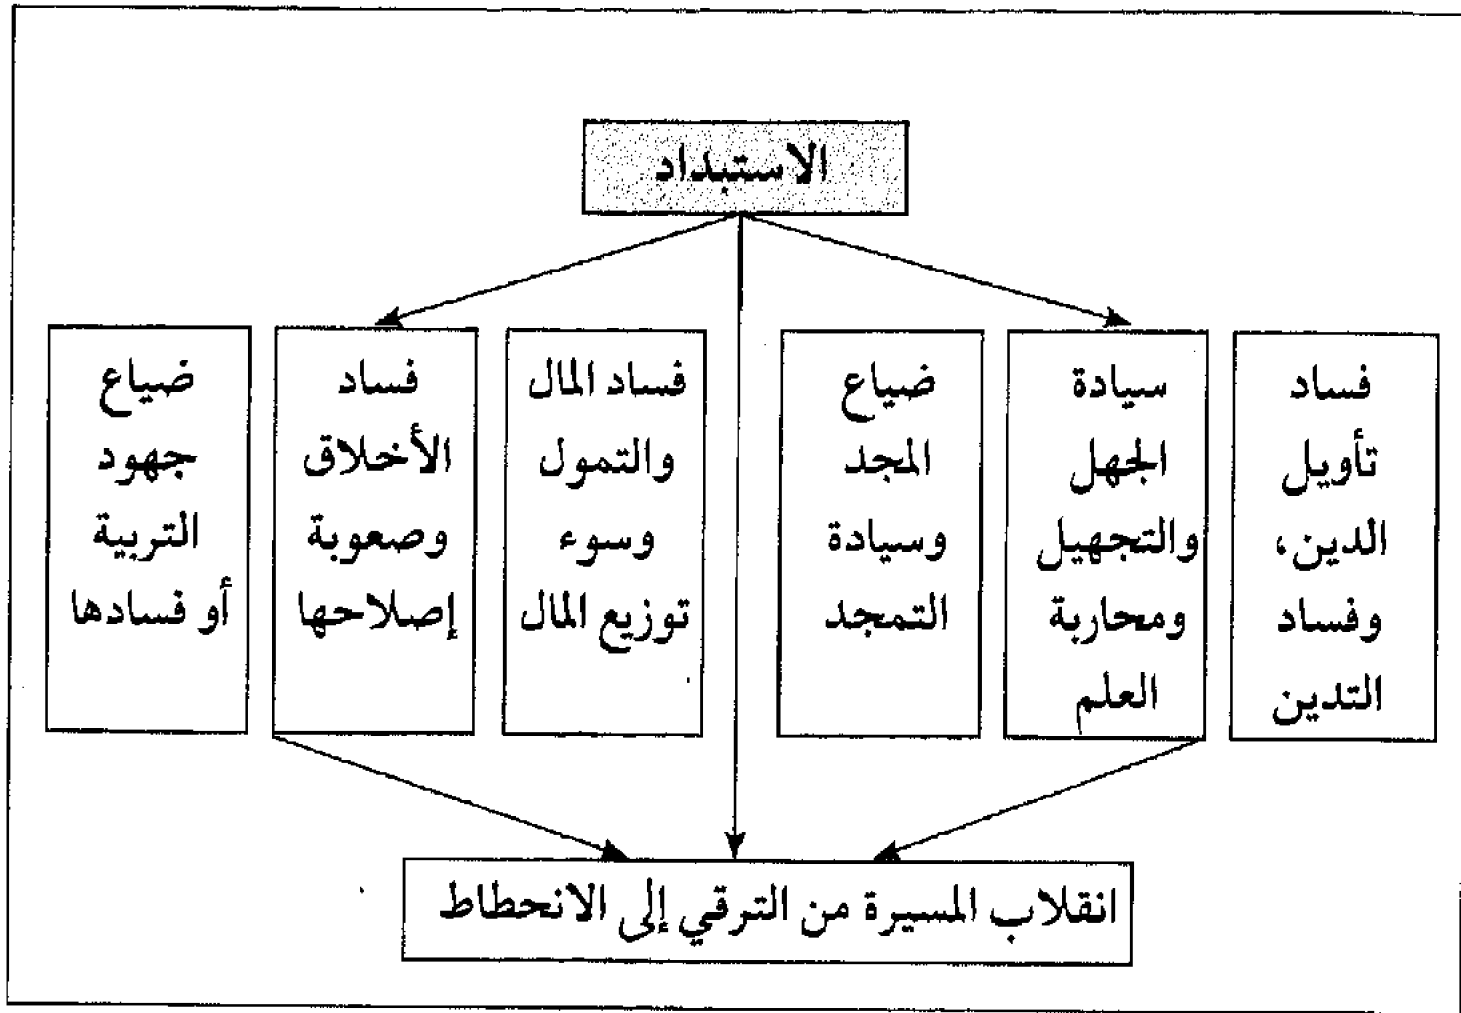 الاستبداد
فساد
تأويل
الدين،
وفساد
التدين
سيادة
الجهل
والتجهيل
ومحاربة
العلم
ضياع
المجد
وسيادة
التمجد
فساد المال
والتمول
وسوء
توزيع المال
فساد
الأخلاق
وصعوبة
إصلاحها
ضياع
جهود
التربية
أو فسادها
انقلاب المسيرة من الترقي إلى الانحطاط